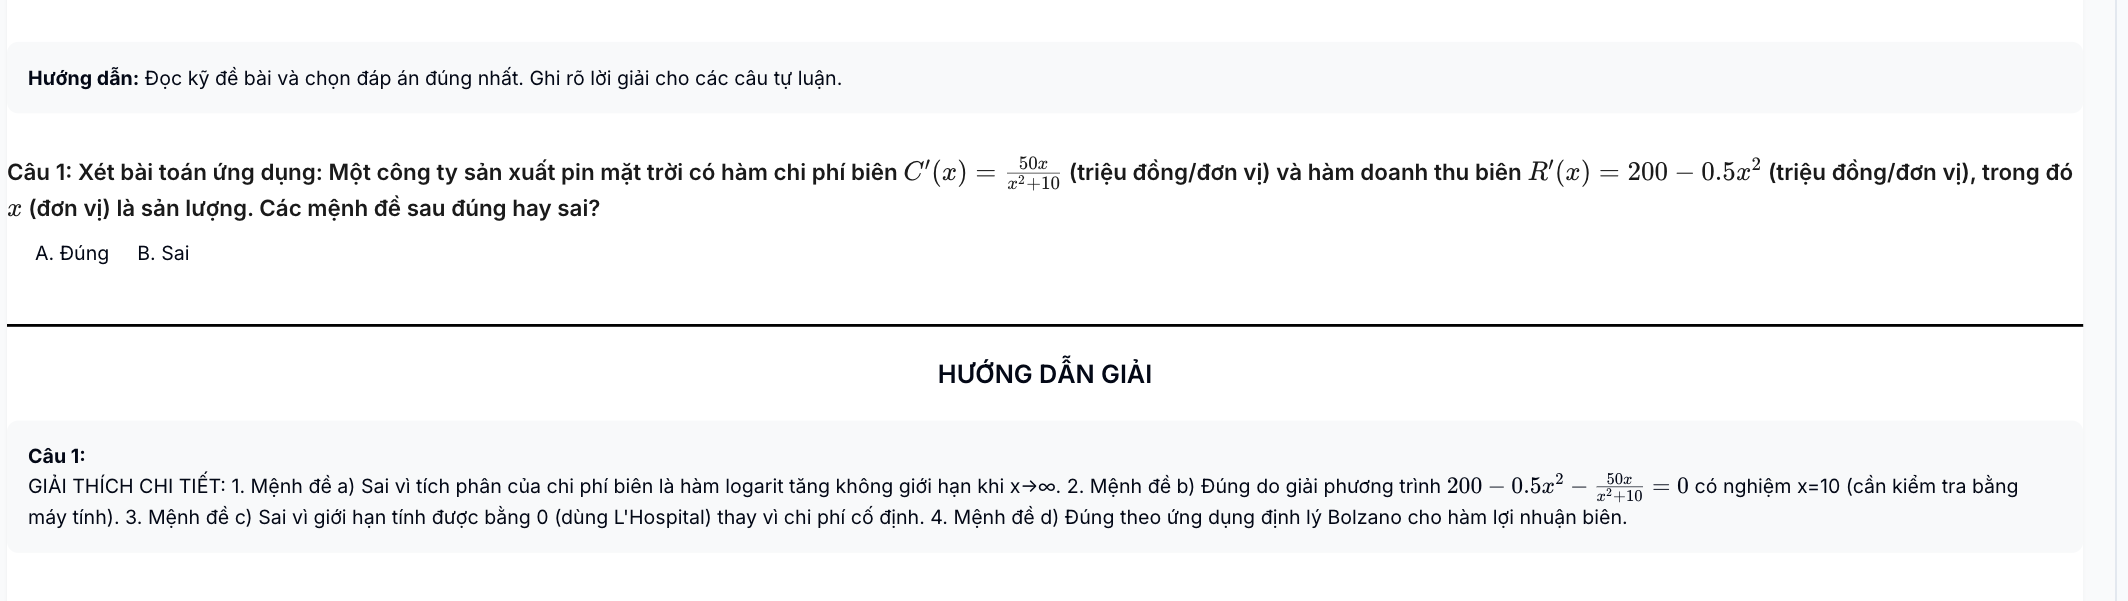 Hướng dẫn: Đọc kỹ đề bài và chọn đáp án đúng nhất. Ghi rõ lời giải cho các câu tự luận.
Câu 1: Xét bài toán ứng dụng: Một công ty sản xuất pin mặt trời có hàm chi phí biên $C'(x) = \frac{50x}{x^2+10}$ (triệu đồng/đơn vị) và hàm doanh thu biên $R'(x) = 200 - 0.5x^2$ (triệu đồng/đơn vị), trong đó
$x$ (đơn vị) là sản lượng. Các mệnh đề sau đúng hay sai?
A. Đúng B. Sai
HƯỚNG DẪN GIẢI
Câu 1:
GIẢI THÍCH CHI TIẾT: 1. Mệnh đề a) Sai vì tích phân của chi phí biên là hàm logarit tăng không giới hạn khi x→∞. 2. Mệnh đề b) Đúng do giải phương trình $200 - 0.5x^2 - \frac{50x}{x^2+10} = 0$ có nghiệm x=10 (cần kiểm tra bằng
máy tính). 3. Mệnh đề c) Sai vì giới hạn tính được bằng 0 (dùng L'Hospital) thay vì chi phí cố định. 4. Mệnh đề d) Đúng theo ứng dụng định lý Bolzano cho hàm lợi nhuận biên.